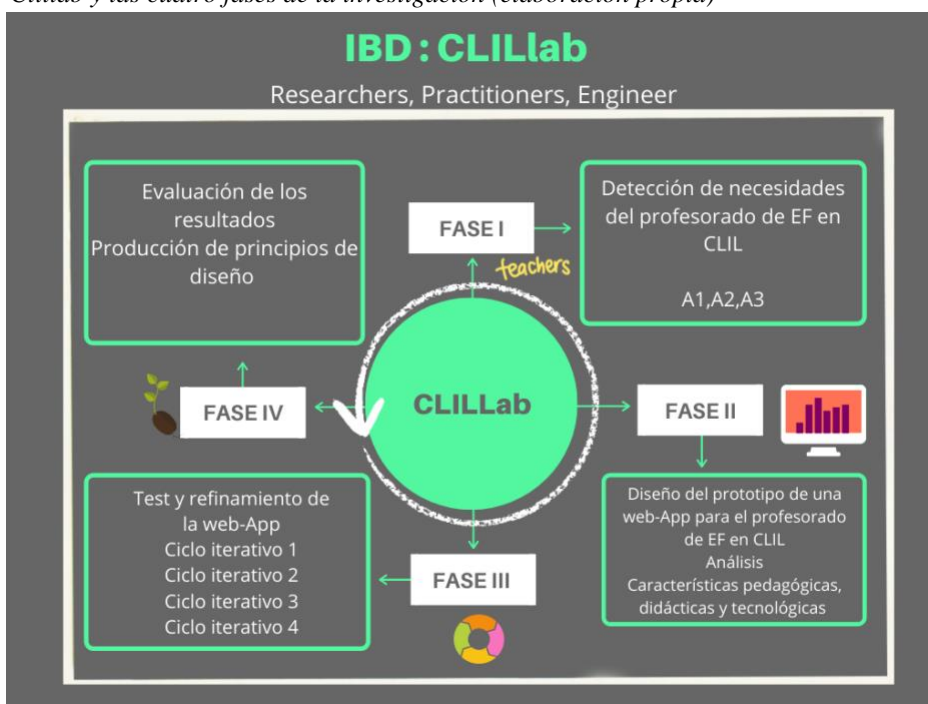 Clillab y las cuatro fases de la investigación (elaboración propia)
IBD : CLILlab
Researchers, Practitioners, Engineer
FASE I
teachers
Detección de necesidades
del profesorado de EF en
CLIL
A1,A2,A3
CLILLab
FASE II
Diseño del prototipo de una
web-App para el profesorado
de EF en CLIL
Análisis
Características pedagógicas,
didácticas y tecnológicas
FASE III
Test y refinamiento de
la web-App
Ciclo iterativo 1
Ciclo iterativo 2
Ciclo iterativo 3
Ciclo iterativo 4
FASE IV
Evaluación de los
resultados
Producción de principios de
diseño